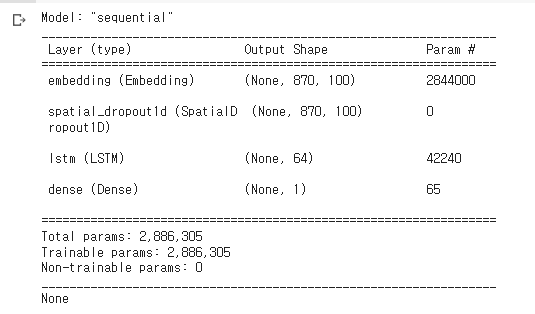 Model: "sequential"
_________________________________________________________________
Layer (type) Output Shape Param #
=================================================================
embedding (Embedding) (None, 870, 100) 2844000
spatial_dropout1d (SpatialD (None, 870, 100) 0
ropout1D)
lstm (LSTM) (None, 64) 42240
dense (Dense) (None, 1) 65
=================================================================
Total params: 2,886,305
Trainable params: 2,886,305
Non-trainable params: 0
_________________________________________________________________
None